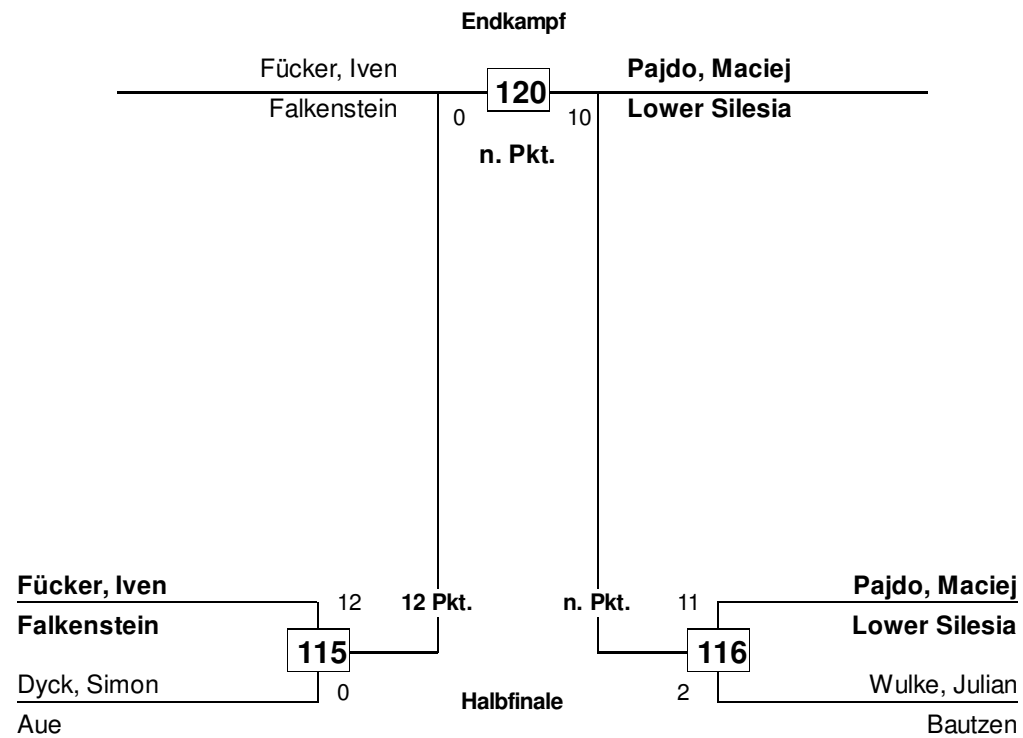 Endkampf
Fücker, Iven
Falkenstein
0
120
10
n. Pkt.
Pajdo, Maciej
Lower Silesia
Fücker, Iven
Falkenstein
12
12 Pkt.
115
Dyck, Simon
Aue
0
Halbfinale
n. Pkt.
11
Pajdo, Maciej
Lower Silesia
116
2
Wulke, Julian
Bautzen